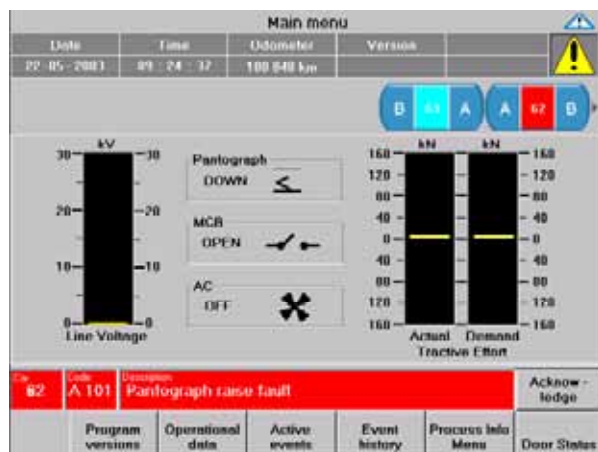 Main menu
Date Time Odometer Version
22-05-2003 09 : 24 : 32 100 648 km
B A A 62 B
kV
30 30
20 20
10 10
0 0
Line Voltage
Pantograph
DOWN
MCB
OPEN
AC
OFF
kN kN
160 160
120 120
80 80
40 40
0 0
40 40
80 80
120 120
160 160
Actual Demand
Tractive Effort
Car Code Description
62 A 101 Pantograph raise fault
Acknow-
ledge
Program versions
Operational data
Active events
Event history
Process Info Menu
Door Status